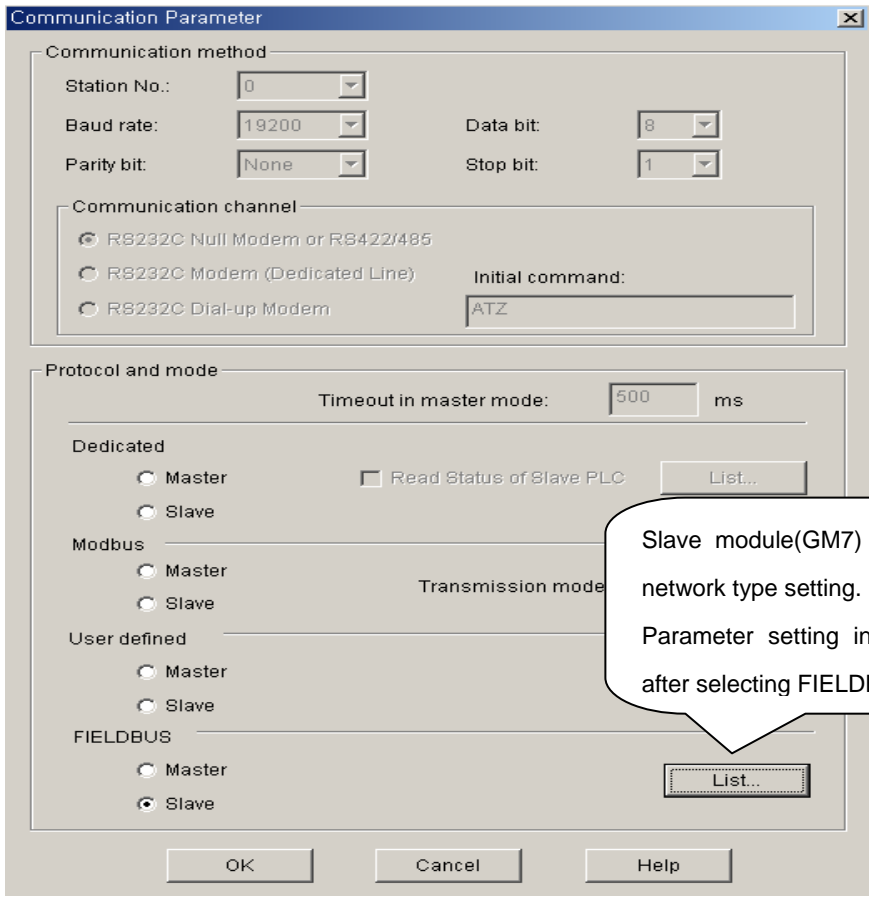 Communication Parameter
Communication method
Station No.: 0
Baud rate: 19200 Data bit: 8
Parity bit: None Stop bit: 1
Communication channel
RS232C Null Modem or RS422/485
RS232C Modem (Dedicated Line) Initial command:
RS232C Dial-up Modem ATZ
Protocol and mode
Timeout in master mode: 500 ms
Dedicated
Master Read Status of Slave PLC List...
Slave
Modbus
Master
Transmission mode
Slave
User defined
Master
Slave
FIELDBUS
Master
List...
Slave
Slave module(GM7)
network type setting.
Parameter setting in
after selecting
OK Cancel Help